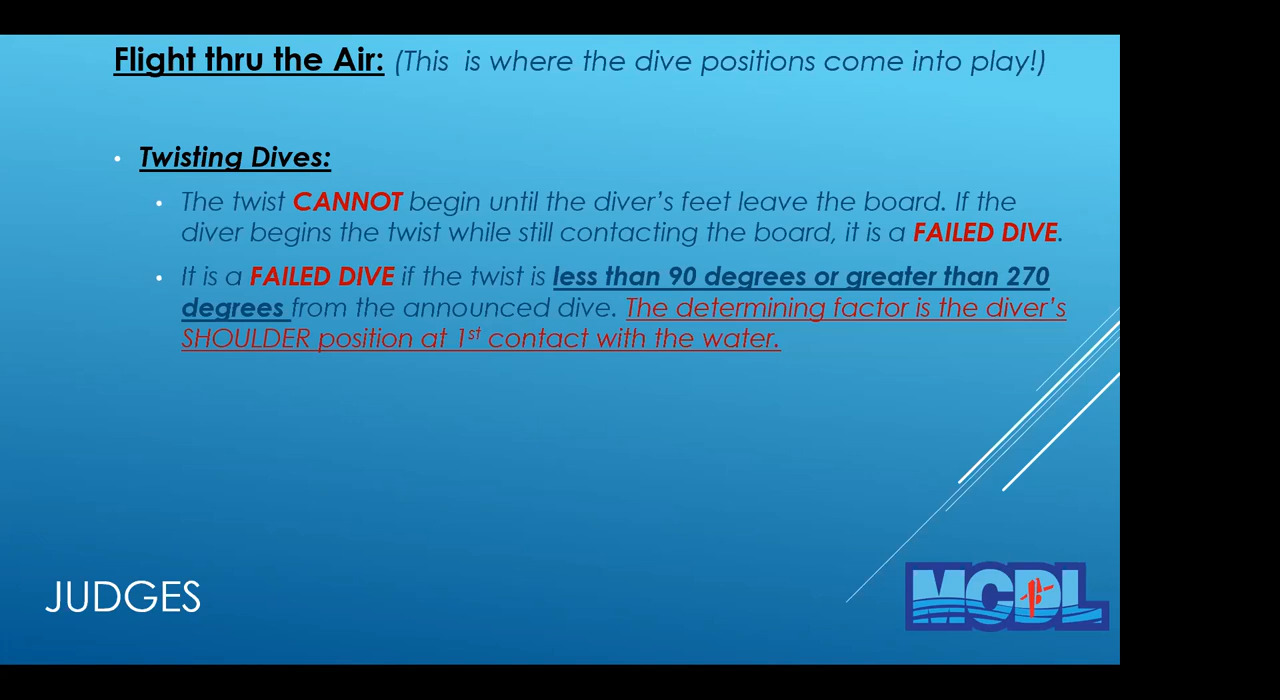 Flight thru the Air: (This is where the dive positions come into play!)
• Twisting Dives:
• The twist CANNOT begin until the diver’s feet leave the board. If the
diver begins the twist while still contacting the board, it is a FAILED DIVE.
• It is a FAILED DIVE if the twist is less than 90 degrees or greater than 270
degrees from the announced dive. The determining factor is the diver’s
SHOULDER position at 1st contact with the water.
JUDGES
MCDL